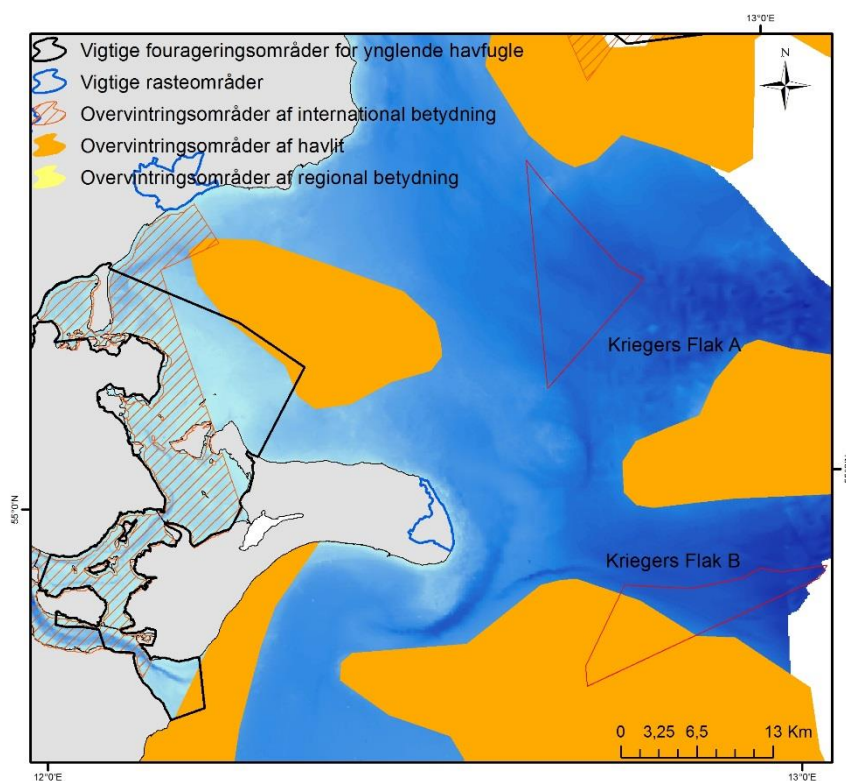 13°0'E
Vigtige fourageringsområder for ynglende havfugle
N
Vigtige rasteområder
Overvintringsområder af international betydning
Overvintringsområder af havlit
Overvintringsområder af regional betydning
Kriegers Flak A
55°0'N
Kriegers Flak B
0 3,25 6,5 13 Km
12°0'E
13°0'E